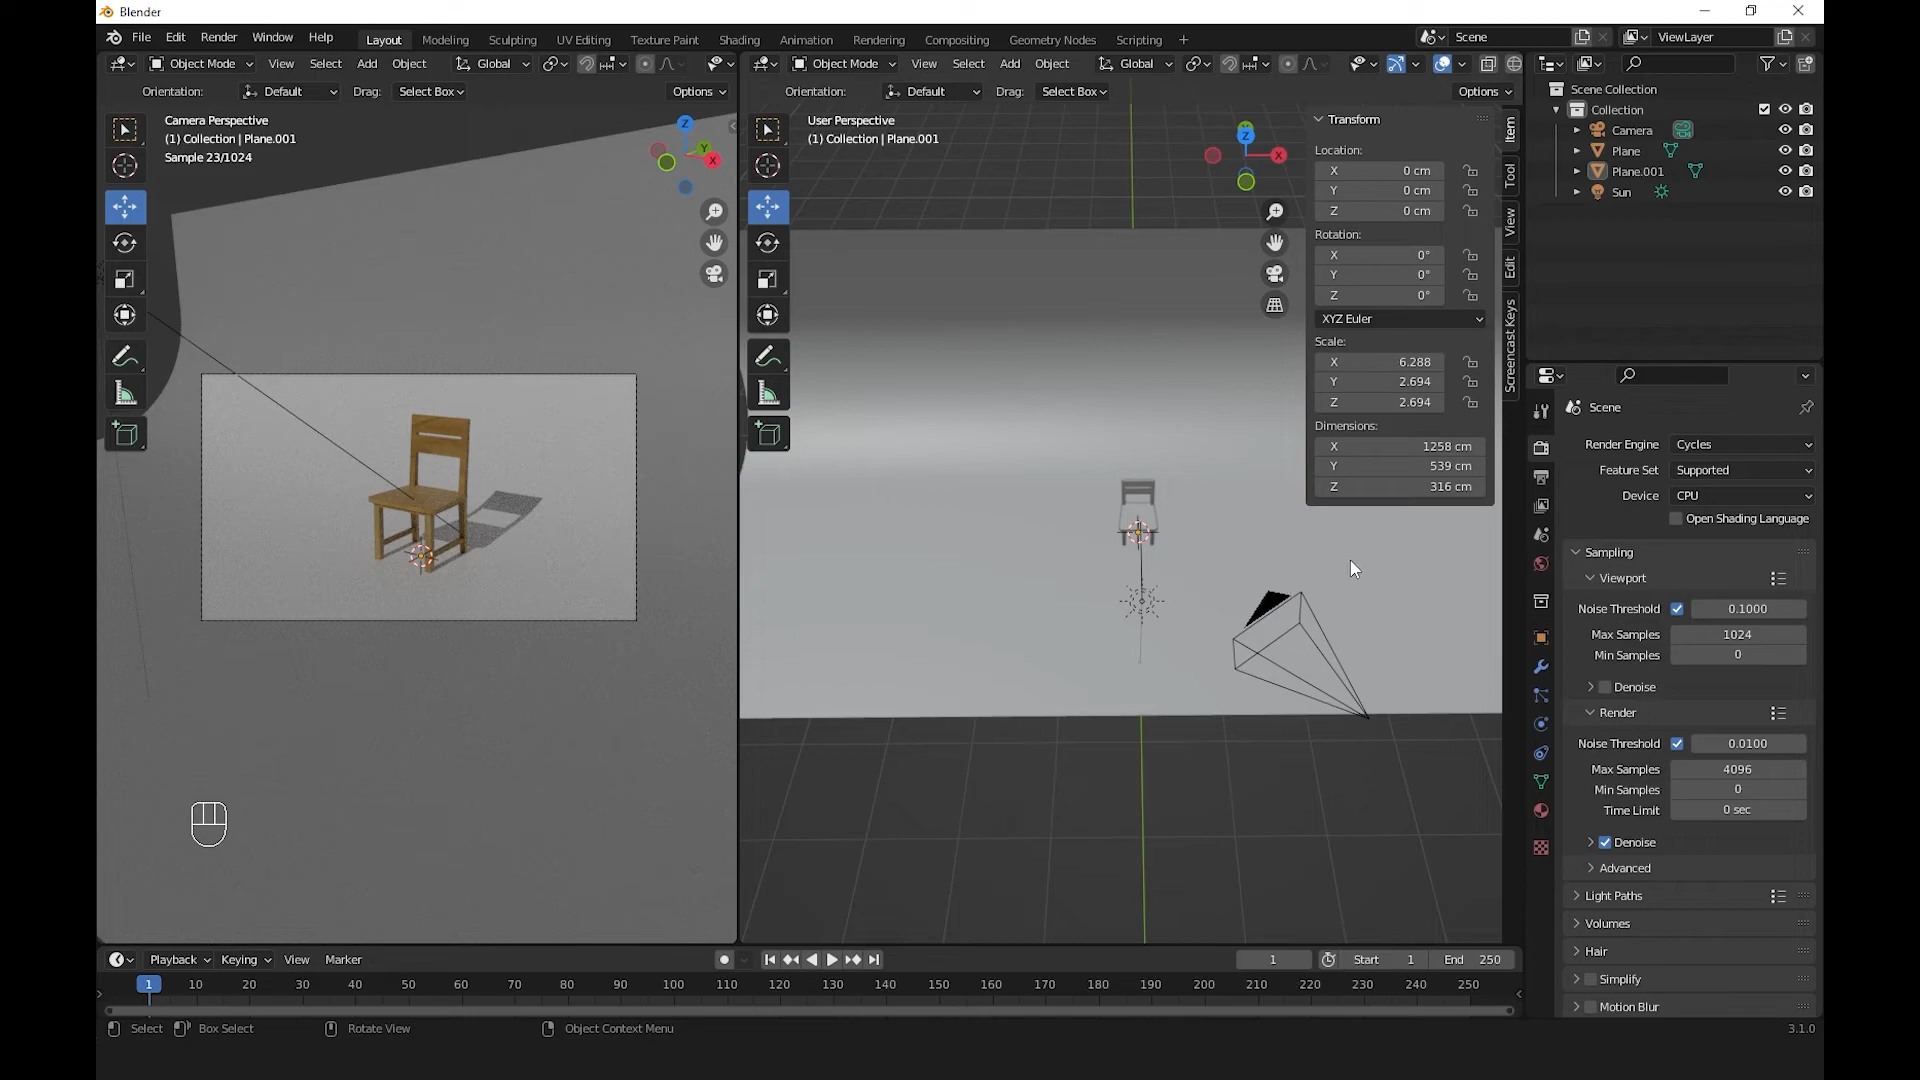 Blender
File Edit Render Window Help Layout Modeling Sculpting UV Editing Texture Paint Shading Animation Rendering Compositing Geometry Nodes Scripting + Scene ViewLayer
Object Mode View Select Add Object Global
Orientation: Default Drag: Select Box Options
Camera Perspective
(1) Collection | Plane.001
Sample 23/1024
Z
Y
X
Object Mode View Select Add Object Global
Orientation: Default Drag: Select Box Options
User Perspective
(1) Collection | Plane.001
Z
X
Transform
Location:
X 0 cm
Y 0 cm
Z 0 cm
Rotation:
X 0°
Y 0°
Z 0°
XYZ Euler
Scale:
X 6.288
Y 2.694
Z 2.694
Dimensions:
X 1258 cm
Y 539 cm
Z 316 cm
Item
Tool
View
Edit
Screencast Keys
Scene Collection
Collection
Camera
Plane
Plane.001
Sun
Scene
Render Engine Cycles
Feature Set Supported
Device CPU
Open Shading Language
Sampling
Viewport
Noise Threshold 0.1000
Max Samples 1024
Min Samples 0
Denoise
Render
Noise Threshold 0.0100
Max Samples 4096
Min Samples 0
Time Limit 0 sec
Denoise
Advanced
Light Paths
Volumes
Hair
Simplify
Motion Blur
Playback Keying View Marker 1 Start 1 End 250
1 10 20 30 40 50 60 70 80 90 100 110 120 130 140 150 160 170 180 190 200 210 220 230 240 250
Select Box Select Rotate View Object Context Menu 3.1.0